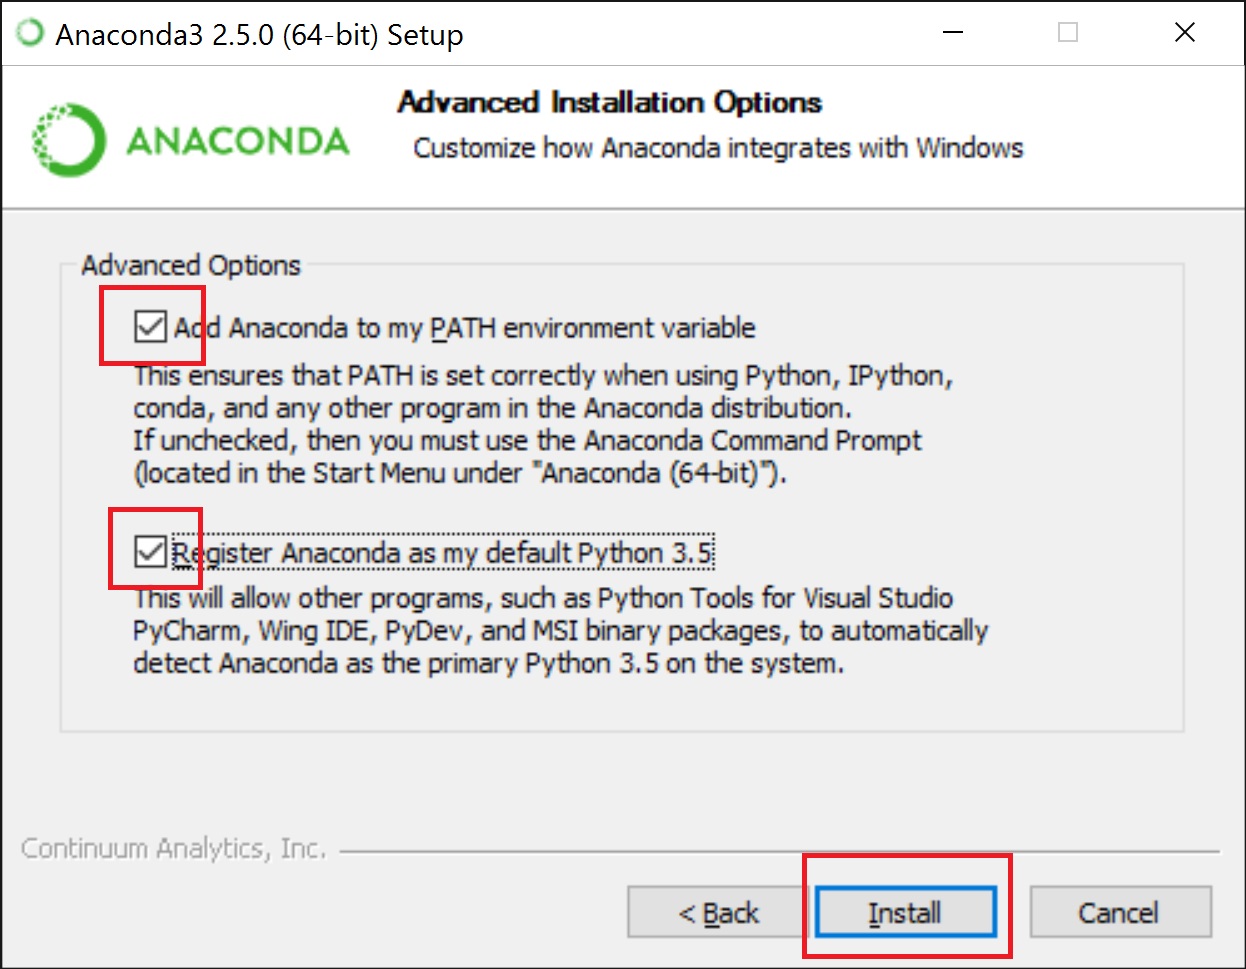 Anaconda3 2.5.0 (64-bit) Setup
ANACONDA
Advanced Installation Options
Customize how Anaconda integrates with Windows
Advanced Options
Add Anaconda to my PATH environment variable
This ensures that PATH is set correctly when using Python, IPython,
conda, and any other program in the Anaconda distribution.
If unchecked, then you must use the Anaconda Command Prompt
(located in the Start Menu under "Anaconda (64-bit)").
Register Anaconda as my default Python 3.5
This will allow other programs, such as Python Tools for Visual Studio
PyCharm, Wing IDE, PyDev, and MSI binary packages, to automatically
detect Anaconda as the primary Python 3.5 on the system.
Continuum Analytics, Inc.
< Back
Install
Cancel